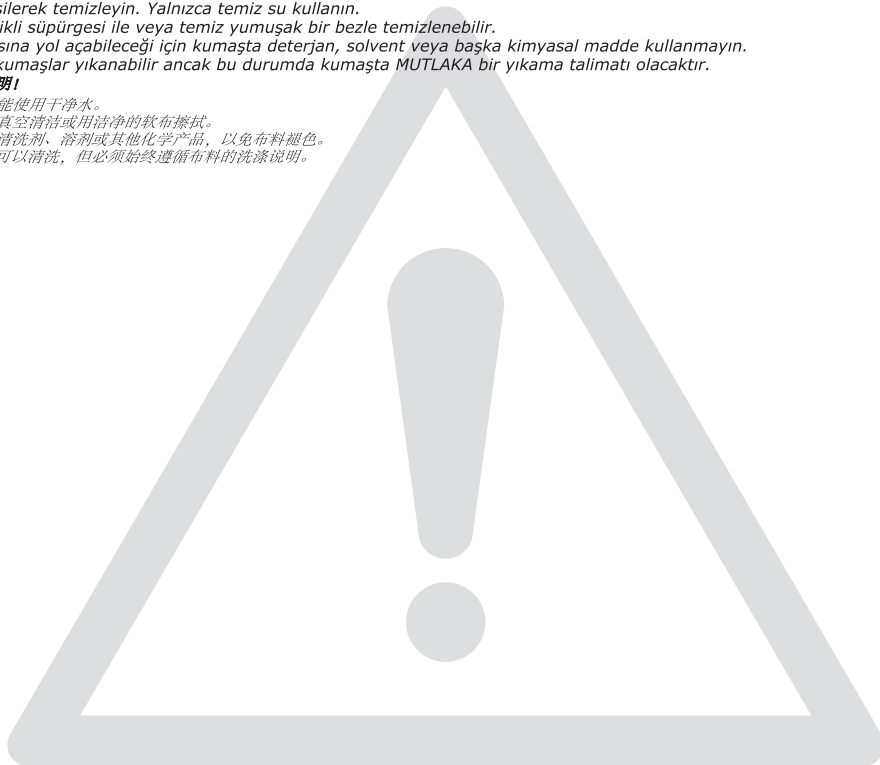 silerek temizleyin. Yalnızca temiz su kullanın.
ikli süpürgesi ile veya temiz yumuşak bir bezle temizlenebilir.
sına yol açabileceği için kumaşta deterjan, solvent veya başka kimyasal madde kullanmayın.
kumaşlar yıkanabilir ancak bu durumda kumaşta MUTLAKA bir yıkama talimatı olacaktır.
明!
能使用干净水。
真空清洁或用洁净的软布擦拭。
清洗剂、溶剂或其他化学产品，以免布料褪色。
可以清洗，但必须始终遵循布料的洗涤说明。